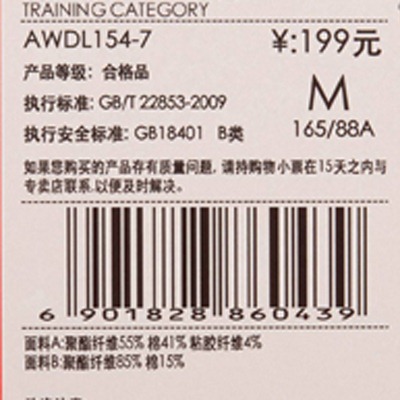 TRAINING CATEGORY
AWDL154-7 ¥:199元
产品等级: 合格品
M
执行标准: GB/T 22853-2009
165/88A
执行安全标准: GB18401 B类
如果您购买的产品存有质量问题, 请持购物小票在15天之内与
专卖店联系.以便及时解决。
6 901828 860439
面料A:聚酯纤维55% 棉41% 粘胶纤维4%
面料B:聚酯纤维85% 棉15%